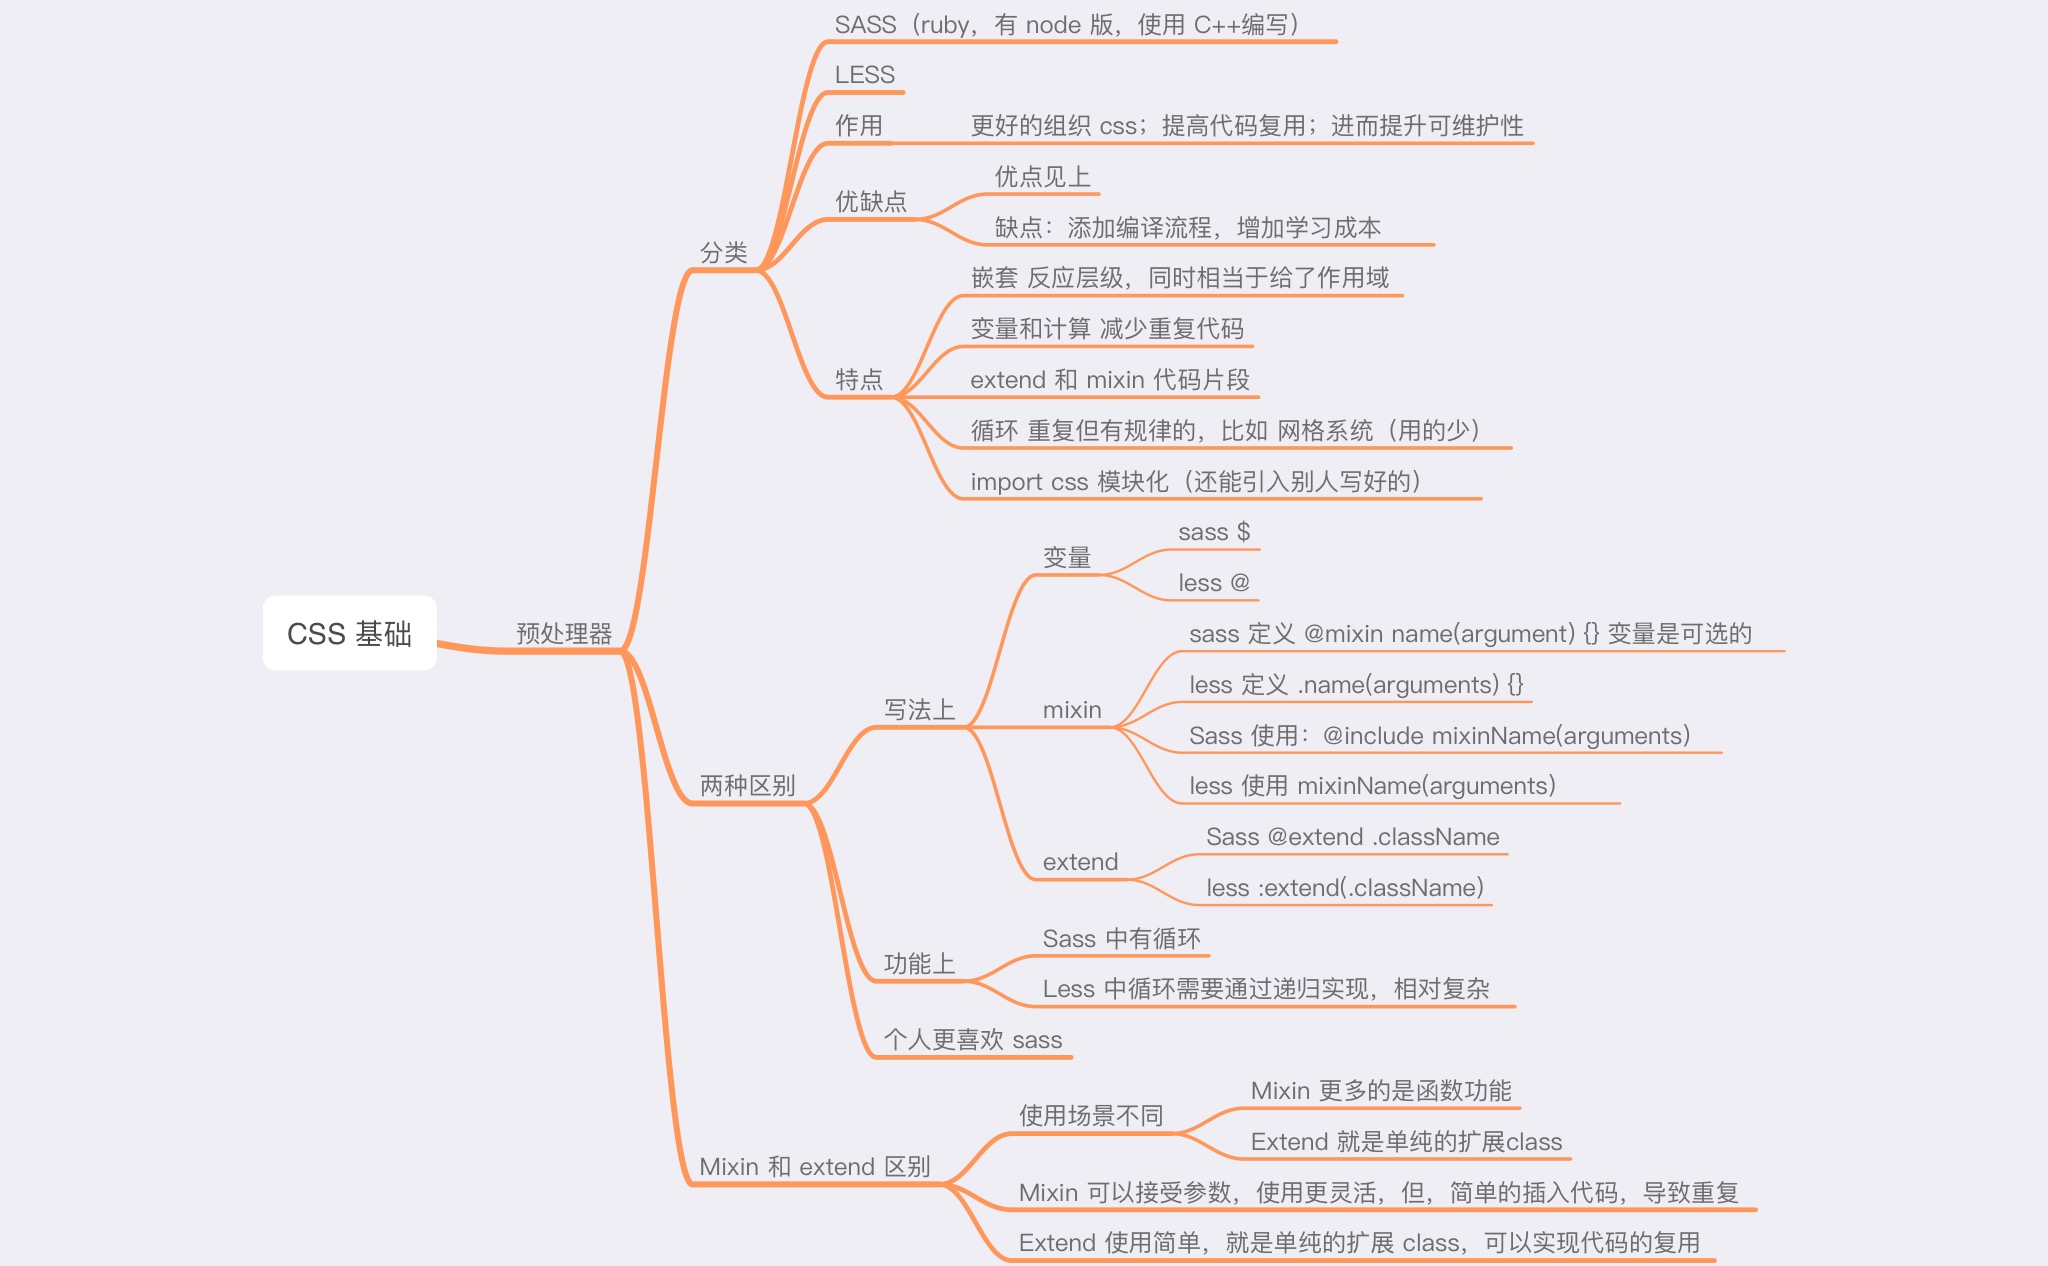 CSS 基础
预处理器
分类
SASS（ruby，有 node 版，使用 C++编写）
LESS
作用
更好的组织 css；提高代码复用；进而提升可维护性
优缺点
优点见上
缺点：添加编译流程，增加学习成本
特点
嵌套 反应层级，同时相当于给了作用域
变量和计算 减少重复代码
extend 和 mixin 代码片段
循环 重复但有规律的，比如 网格系统（用的少）
import css 模块化（还能引入别人写好的）
两种区别
写法上
变量
sass $
less @
mixin
sass 定义 @mixin name(argument) {} 变量是可选的
less 定义 .name(arguments) {}
Sass 使用：@include mixinName(arguments)
less 使用 mixinName(arguments)
extend
Sass @extend .className
less :extend(.className)
功能上
Sass 中有循环
Less 中循环需要通过递归实现，相对复杂
个人更喜欢 sass
Mixin 和 extend 区别
使用场景不同
Mixin 更多的是函数功能
Extend 就是单纯的扩展class
Mixin 可以接受参数，使用更灵活，但，简单的插入代码，导致重复
Extend 使用简单，就是单纯的扩展 class，可以实现代码的复用